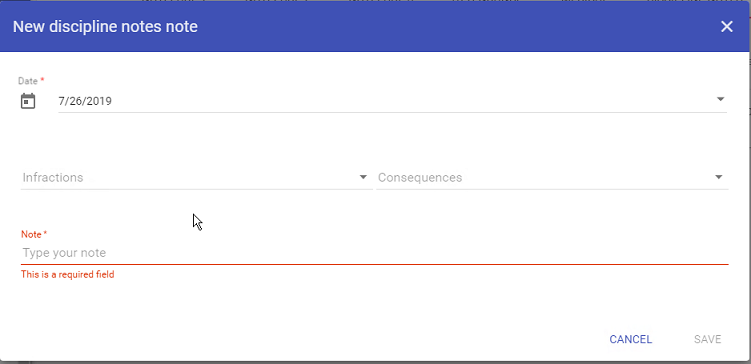 New discipline notes note
Date *
7/26/2019
Infractions
Consequences
Note *
Type your note
This is a required field
CANCEL
SAVE